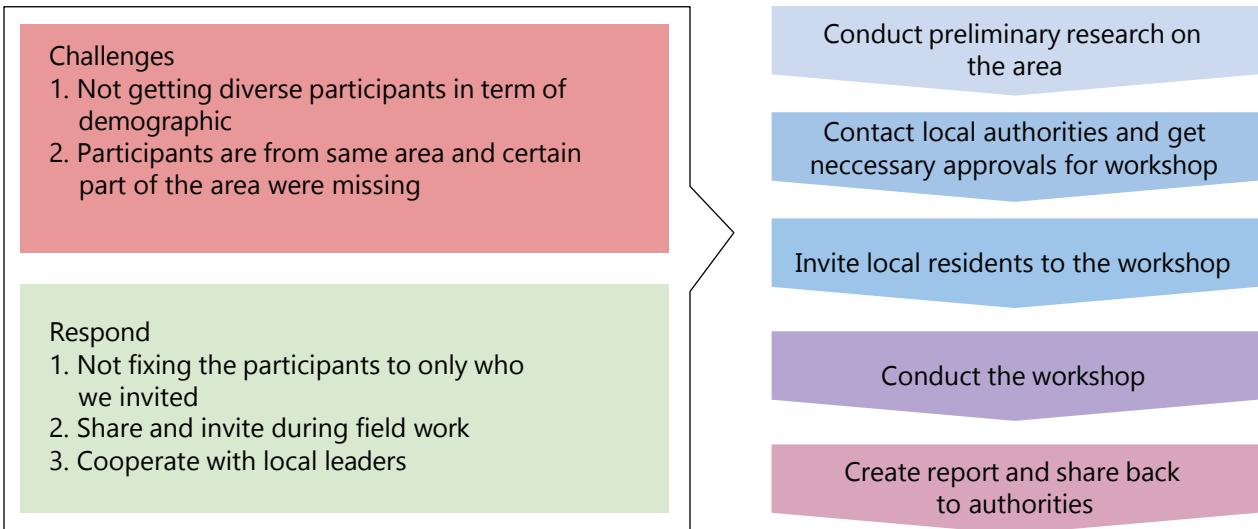 Challenges
1. Not getting diverse participants in term of
demographic
2. Participants are from same area and certain
part of the area were missing
Respond
1. Not fixing the participants to only who
we invited
2. Share and invite during field work
3. Cooperate with local leaders
Conduct preliminary research on
the area
Contact local authorities and get
neccessary approvals for workshop
Invite local residents to the workshop
Conduct the workshop
Create report and share back
to authorities